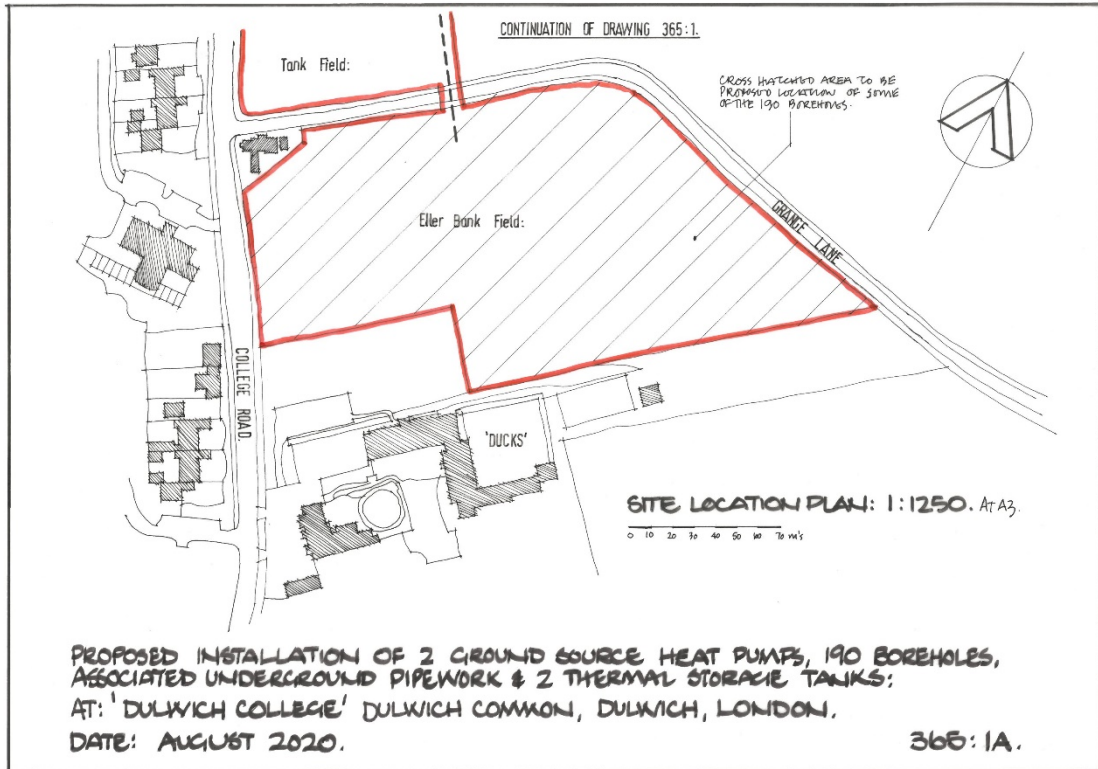 CONTINUATION OF DRAWING 365:1.
Tank Field:
CROSS HATCHED AREA TO BE
PROPOSED LOCATION OF SOME
OF THE 190 BOREHOLES.
Eller Bank Field:
GRANGE LANE
COLLEGE ROAD.
'DUCKS'
SITE LOCATION PLAN: 1:1250. At A3.
0 10 20 30 40 50 60 70 m's
PROPOSED INSTALLATION OF 2 GROUND SOURCE HEAT PUMPS, 190 BOREHOLES,
ASSOCIATED UNDERGROUND PIPEWORK & 2 THERMAL STORAGE TANKS:
AT: 'DULWICH COLLEGE' DULWICH COMMON, DULWICH, LONDON.
DATE: AUGUST 2020.
365:1A.